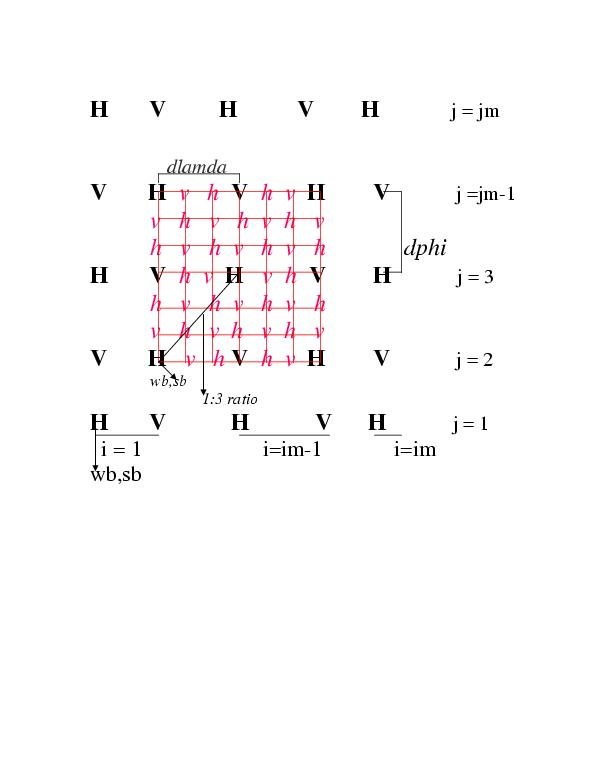 H V H V H j = jm
dlamda
V H v h V h v H V j =jm-1
v h v h v h v
h v h v h v h dphi
H V h v H v h V H j = 3
h v h v h v h
v h v h v h v
V H v h V h v H V j = 2
wb,sb
1:3 ratio
H V H V H j = 1
i = 1 i=im-1 i=im
wb,sb